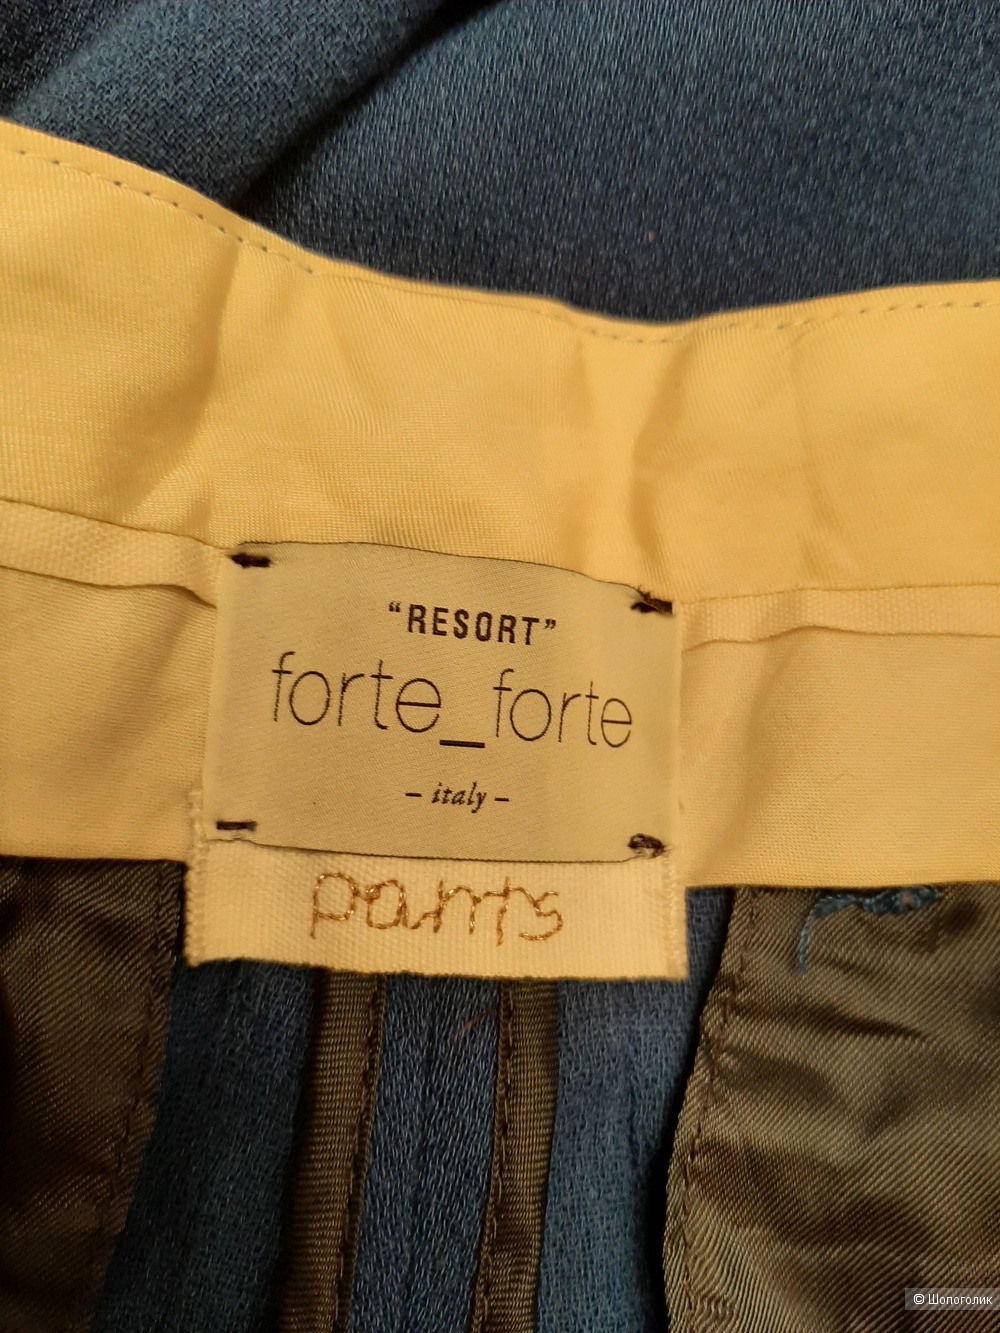 “RESORT”
forte_forte
– italy –
pants
© Шопоголик